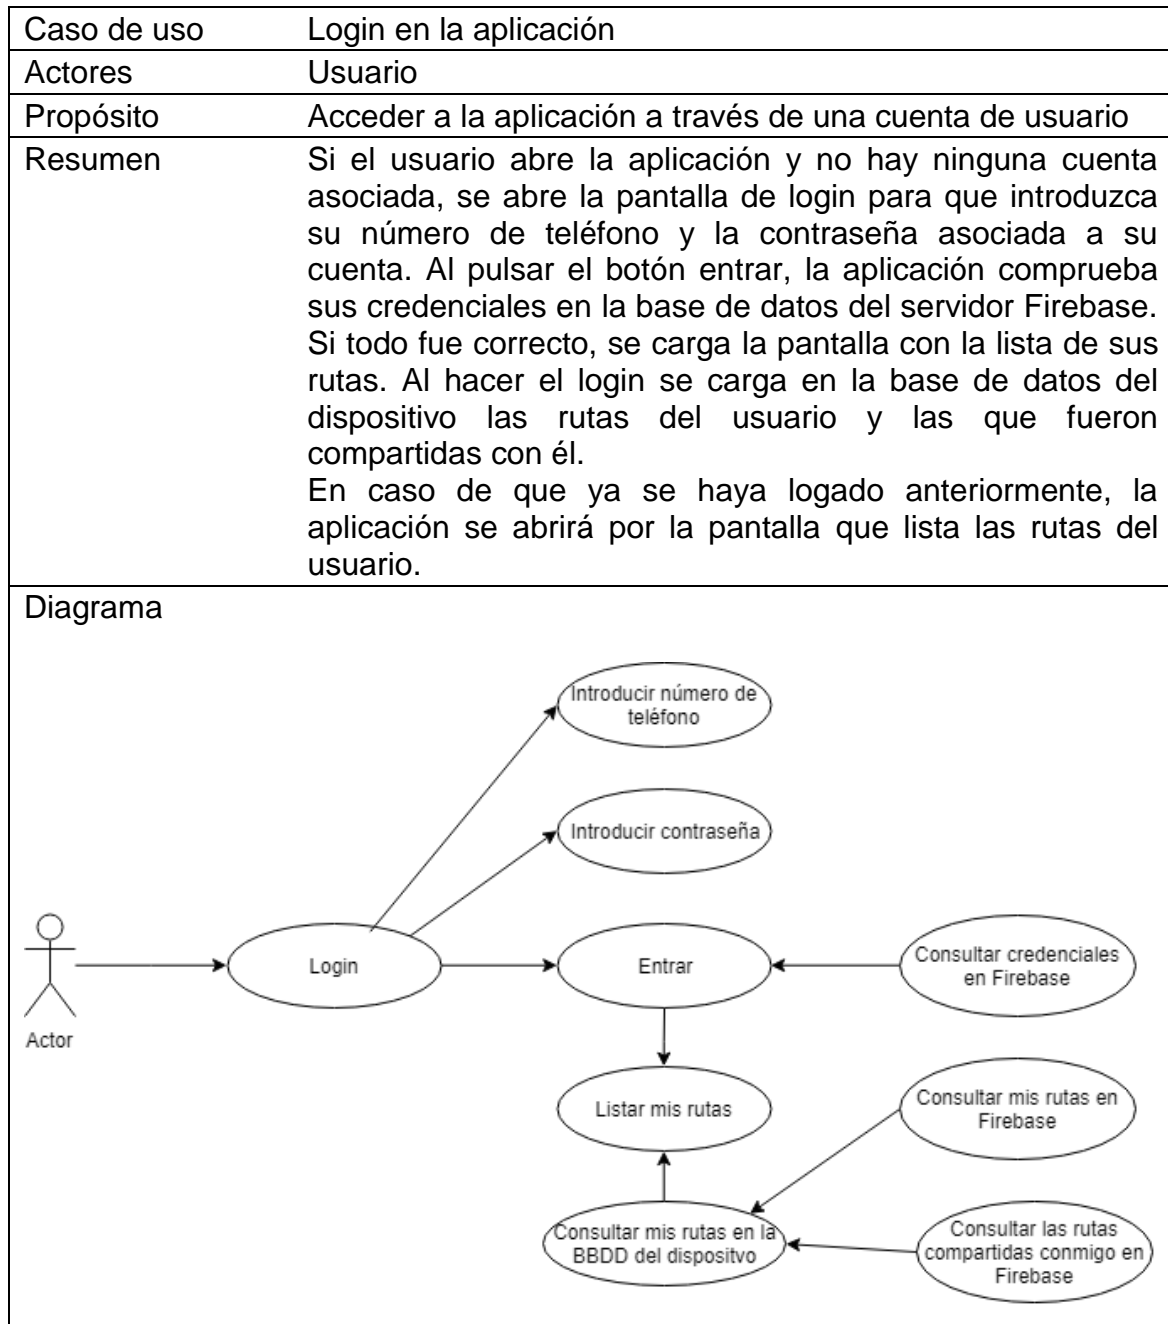 Caso de uso Login en la aplicación
Actores Usuario
Propósito Acceder a la aplicación a través de una cuenta de usuario
Resumen Si el usuario abre la aplicación y no hay ninguna cuenta
asociada, se abre la pantalla de login para que introduzca
su número de teléfono y la contraseña asociada a su
cuenta. Al pulsar el botón entrar, la aplicación comprueba
sus credenciales en la base de datos del servidor Firebase.
Si todo fue correcto, se carga la pantalla con la lista de sus
rutas. Al hacer el login se carga en la base de datos del
dispositivo las rutas del usuario y las que fueron
compartidas con él.
En caso de que ya se haya logado anteriormente, la
aplicación se abrirá por la pantalla que lista las rutas del
usuario.
Diagrama
Introducir número de
teléfono
Introducir contraseña
Login
Entrar
Consultar credenciales
en Firebase
Actor
Listar mis rutas
Consultar mis rutas en
Firebase
Consultar mis rutas en la
BBDD del dispositvo
Consultar las rutas
compartidas conmigo en
Firebase